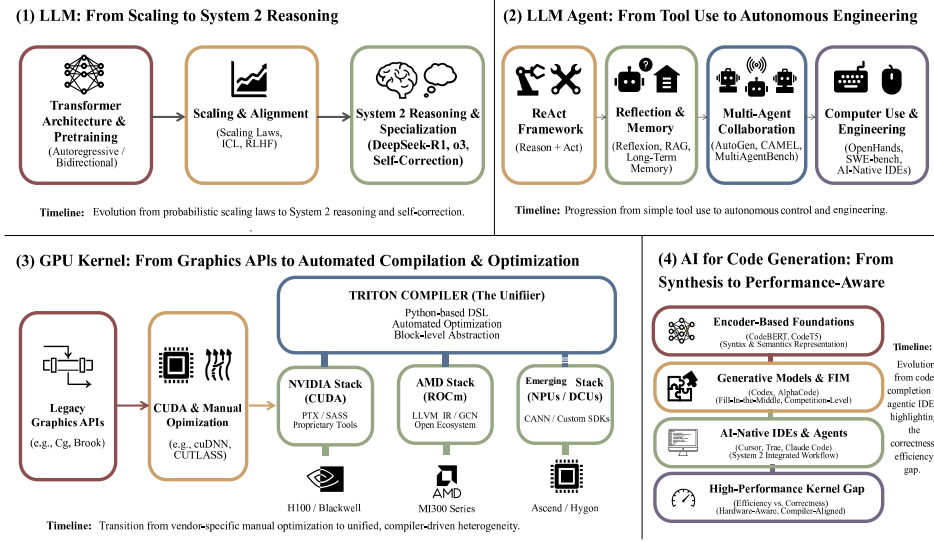 (1) LLM: From Scaling to System 2 Reasoning
Transformer
Architecture &
Pretraining
(Autoregressive /
Bidirectional)
Scaling & Alignment
(Scaling Laws,
ICL, RLHF)
System 2 Reasoning &
Specialization
(DeepSeek-R1, o3,
Self-Correction)
Timeline: Evolution from probabilistic scaling laws to System 2 reasoning and self-correction.
(2) LLM Agent: From Tool Use to Autonomous Engineering
ReAct
Framework
(Reason + Act)
?
Reflection &
Memory
(Reflexion, RAG,
Long-Term
Memory)
Multi-Agent
Collaboration
(AutoGen, CAMEL,
MultiAgentBench)
Computer Use &
Engineering
(OpenHands,
SWE-bench,
AI-Native IDEs)
Timeline: Progression from simple tool use to autonomous control and engineering.
(3) GPU Kernel: From Graphics APIs to Automated Compilation & Optimization
Legacy
Graphics APIs
(e.g., Cg, Brook)
CUDA & Manual
Opimization
(e.g., cuDNN,
CUTLASS)
TRITON COMPILER (The Unifiier)
Python-based DSL
Automated Optimization
Block-level Abstraction
NVIDIA Stack
(CUDA)
PTX / SASS
Proprietary Tools
H100 / Blackwell
AMD Stack
(ROCm)
LLVM IR / GCN
Open Ecosystem
AMD
MI300 Series
Emerging Stack
(NPUs / DCUs)
CANN / Custom SDKs
Ascend / Hygon
Timeline: Transition from vendor-specific manual optimization to unified, compiler-driven heterogeneity.
(4) AI for Code Generation: From
Synthesis to Performance-Aware
Encoder-Based Foundations
(CodeBERT, CodeT5)
(Syntax & Semantics Representation)
Generative Models & FIM
(Codex, AlphaCode)
(Fill-In-the-Middle, Competition-Level)
AI-Native IDEs & Agents
(Cursor, Trae, Claude Code)
(System 2 Integrated Workflow)
High-Performance Kernel Gap
(Efficiency vs. Correctness)
(Hardware-Aware, Compiler-Aligned)
Timeline:
Evolution
from code
completion
agentic IDE
highlighting
the
correctness
efficiency
gap.